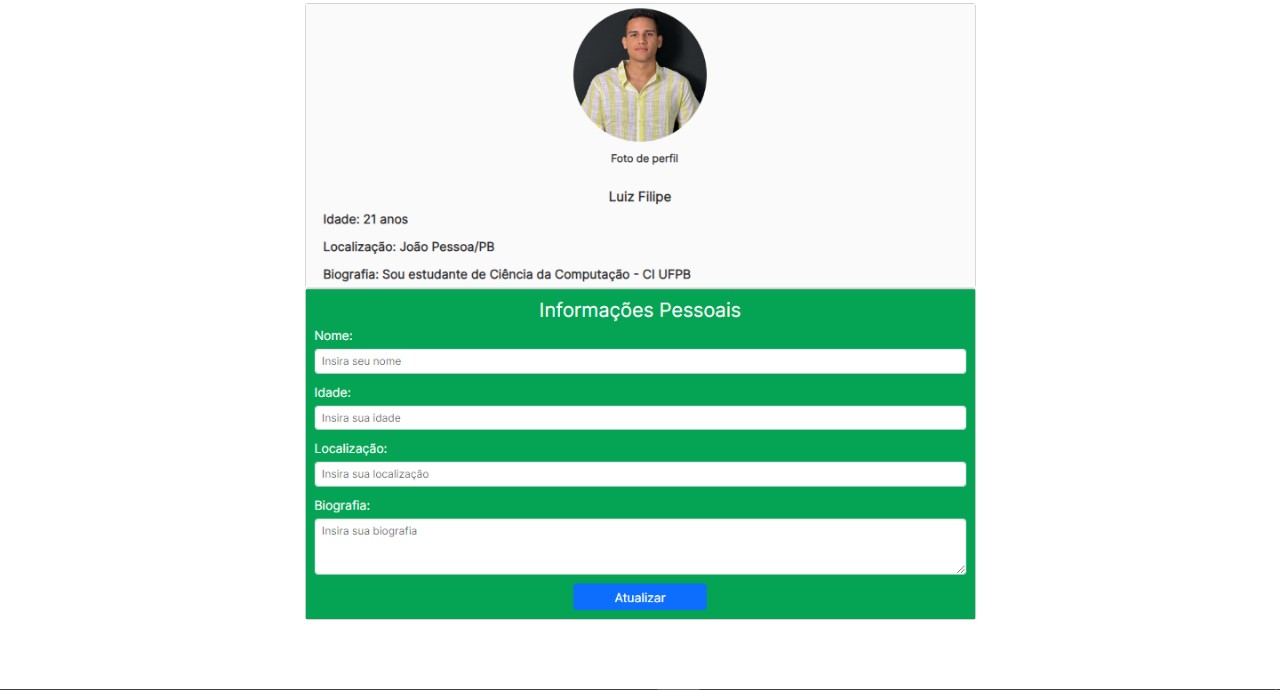 Foto de perfil
Luiz Filipe
Idade: 21 anos
Localização: João Pessoa/PB
Biografia: Sou estudante de Ciência da Computação - CI UFPB
Informações Pessoais
Nome:
Insira seu nome
Idade:
Insira sua idade
Localização:
Insira sua localização
Biografia:
Insira sua biografia
Atualizar